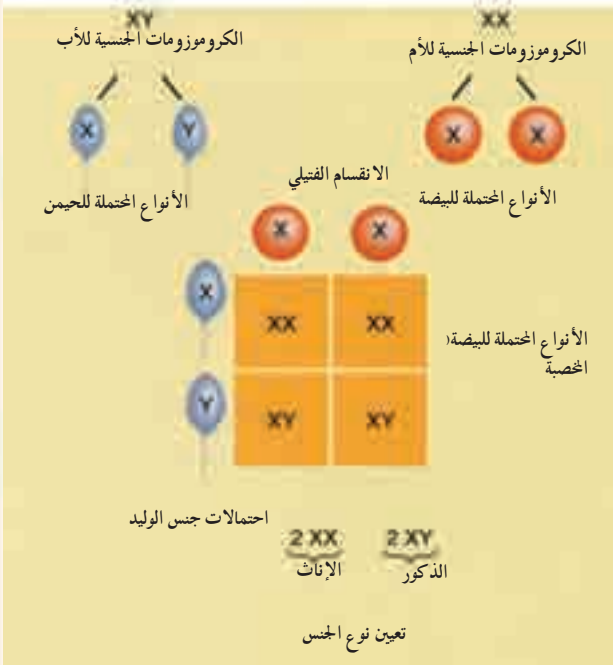 XX
الكروموزومات الجنسية للأم
XY
الكروموزومات الجنسية للأب
X X
X Y
الأنواع المحتملة للبيضة
الأنواع المحتملة للحيمن
الانقسام الفتيلي
X X
X
XX XX
الأنواع المحتملة للبيضة(
المخصبة
Y
XY XY
احتمالات جنس الوليد
2 XX 2 XY
الإناث الذكور
تعيين نوع الجنس